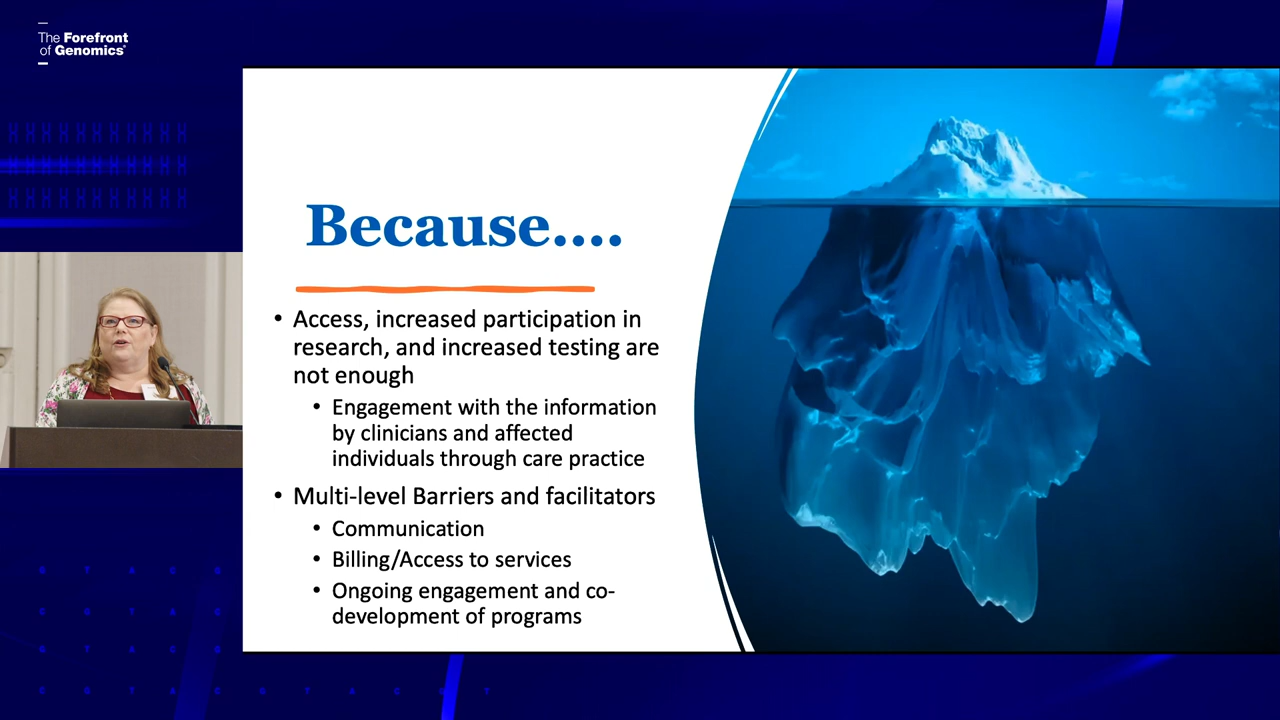 The Forefront
of Genomics®
Because....
• Access, increased participation in
research, and increased testing are
not enough
• Engagement with the information
by clinicians and affected
individuals through care practice
• Multi-level Barriers and facilitators
• Communication
• Billing/Access to services
• Ongoing engagement and co-
development of programs